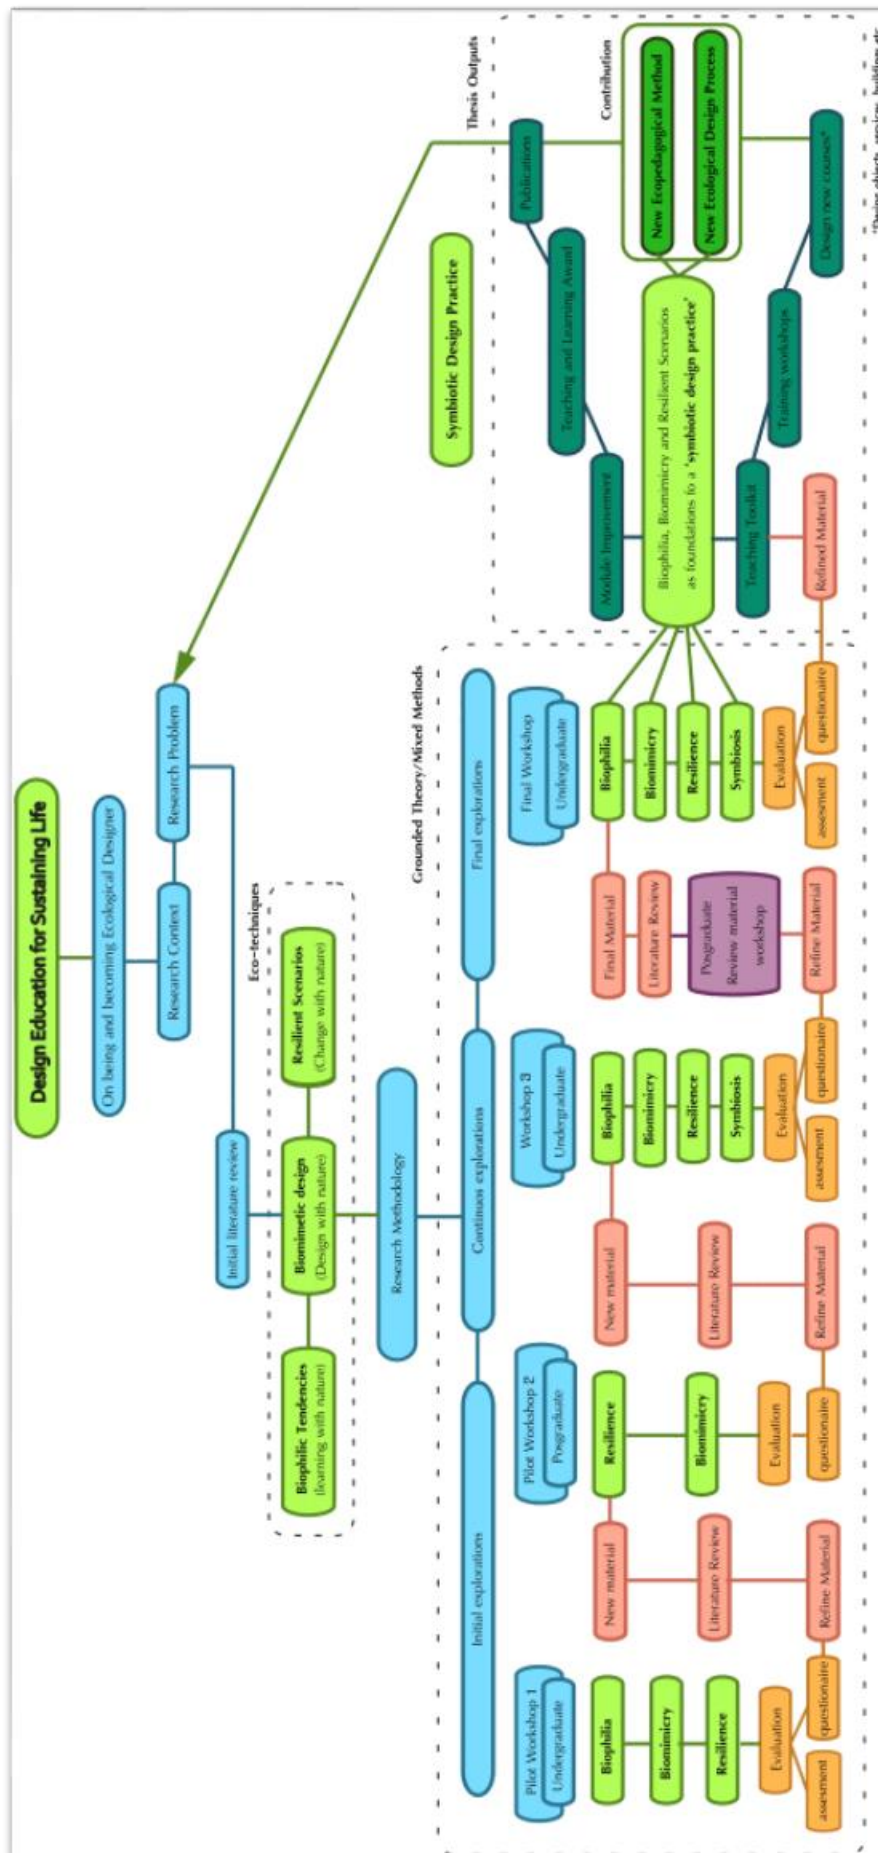 Design Education for Sustaining Life
On being and becoming Ecological Designer
Research Context
Research Problem
Initial literature review
Eco-techniques
Biophilic Tendencies
(learning with nature)
Biomimetic design
(Design with nature)
Resilient Scenarios
(Change with nature)
Research Methodology
Grounded Theory/Mixed Methods
Initial explorations
Continuos explorations
Final explorations
Pilot Workshop 1
Undergraduate
Biophilia
Biomimicry
Resilience
Evaluation
assesment
questionaire
New material
Literature Review
Refine Material
Pilot Workshop 2
Posgraduate
Resilience
Biomimicry
Evaluation
questionaire
New material
Literature Review
Refine Material
Workshop 3
Undergraduate
Biophilia
Biomimicry
Resilience
Symbiosis
Evaluation
assesment
questionaire
Final Material
Literature Review
Posgraduate
Review material
workshop
Refine Material
Final Workshop
Undergraduate
Biophilia
Biomimicry
Resilience
Symbiosis
Evaluation
assesment
questionaire
Symbiotic Design Practice
Thesis Outputs
Publications
Teaching and Learning Award
Module Improvement
Contribution
New Ecopedagogical Method
New Ecological Design Process
Biophilia, Biomimicry and Resilient Scenarios
as foundations fo a 'symbiotic design practice'
Teaching Toolkit
Training workshops
Design new courses*
Refined Material